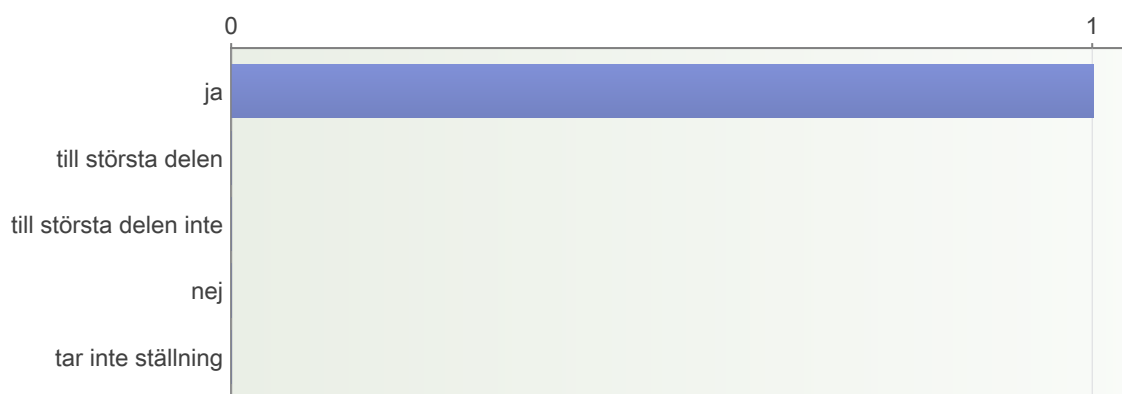 0 1
ja
till största delen
till största delen inte
nej
tar inte ställning